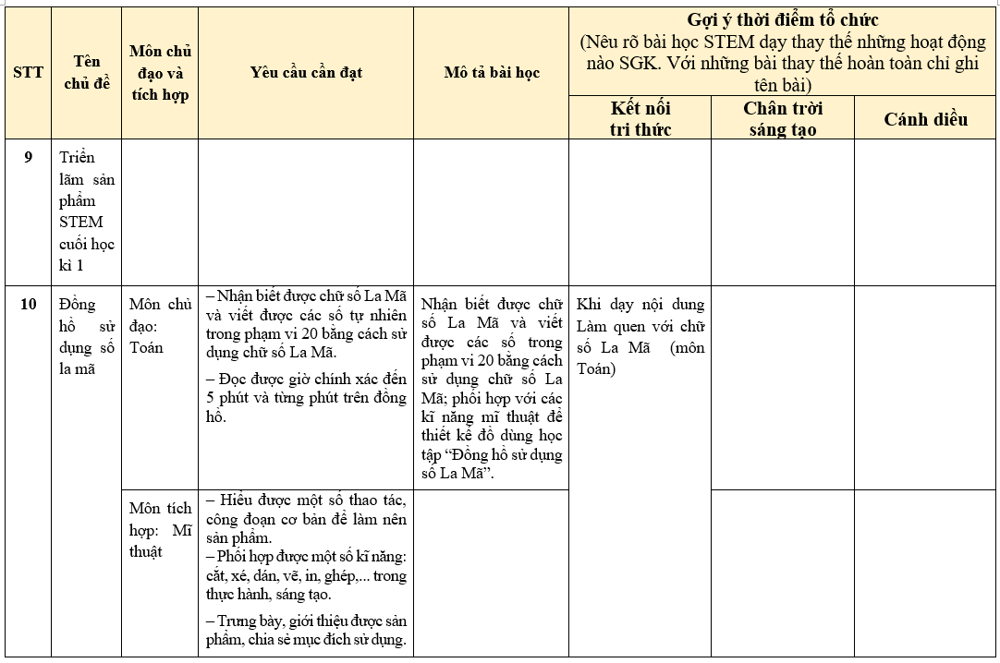 STT
Tên
chủ đề
Môn chủ
đạo và
tích hợp
Yêu cầu cần đạt
Mô tả bài học
Gợi ý thời điểm tổ chức
(Nêu rõ bài học STEM dạy thay thế những hoạt động
nào SGK. Với những bài thay thế hoàn toàn chỉ ghi
tên bài)
Kết nối
tri thức
Chân trời
sáng tạo
Cánh diều
9
Triển
lãm sản
phẩm
STEM
cuối học
kì 1
10
Đồng
hồ sử
dụng số
la mã
Môn chủ
đạo:
Toán
– Nhận biết được chữ số La Mã
và viết được các số tự nhiên
trong phạm vi 20 bằng cách sử
dụng chữ số La Mã.
– Đọc được giờ chính xác đến
5 phút và từng phút trên đồng
hồ.
Nhận biết được chữ
số La Mã và viết
được các số trong
phạm vi 20 bằng cách
sử dụng chữ số La
Mã; phối hợp với các
kĩ năng mĩ thuật để
thiết kế đồ dùng học
tập “Đồng hồ sử dụng
số La Mã”.
Khi dạy nội dung
Làm quen với chữ
số La Mã (môn
Toán)
Môn tích
hợp: Mĩ
thuật
– Hiểu được một số thao tác,
công đoạn cơ bản để làm nên
sản phẩm.
– Phối hợp được một số kĩ năng:
cắt, xé, dán, vẽ, in, ghép,... trong
thực hành, sáng tạo.
– Trưng bày, giới thiệu được sản
phẩm, chia sẻ mục đích sử dụng.